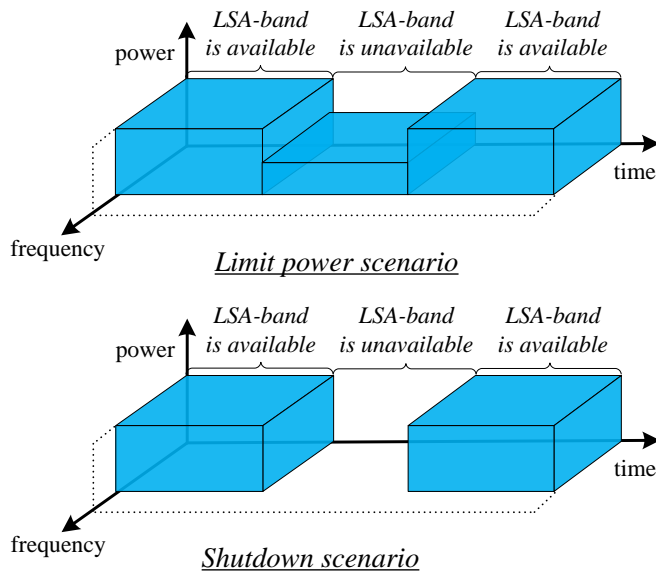 LSA-band LSA-band LSA-band
is available is unavailable is available
power
time
frequency
Limit power scenario
LSA-band LSA-band LSA-band
is available is unavailable is available
power
time
frequency
Shutdown scenario